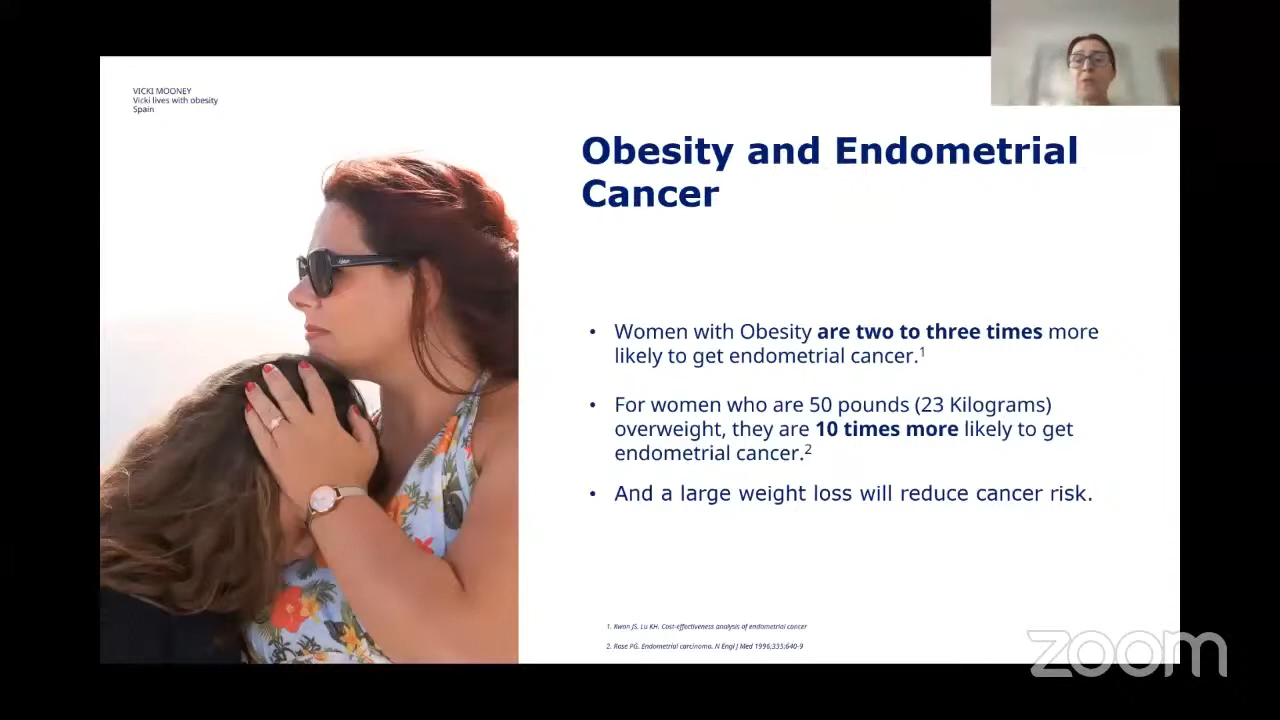 VICKI MOONEY
Vicki lives with obesity
Spain
Obesity and Endometrial
Cancer
• Women with Obesity are two to three times more
likely to get endometrial cancer.1
• For women who are 50 pounds (23 Kilograms)
overweight, they are 10 times more likely to get
endometrial cancer.2
• And a large weight loss will reduce cancer risk.
1. Kwon JS. Lu KH. Cost-effectiveness analysis of endometrial cancer
2. Rose PG. Endometrial carcinoma. N Engl J Med 1996;335:640-9
zoom